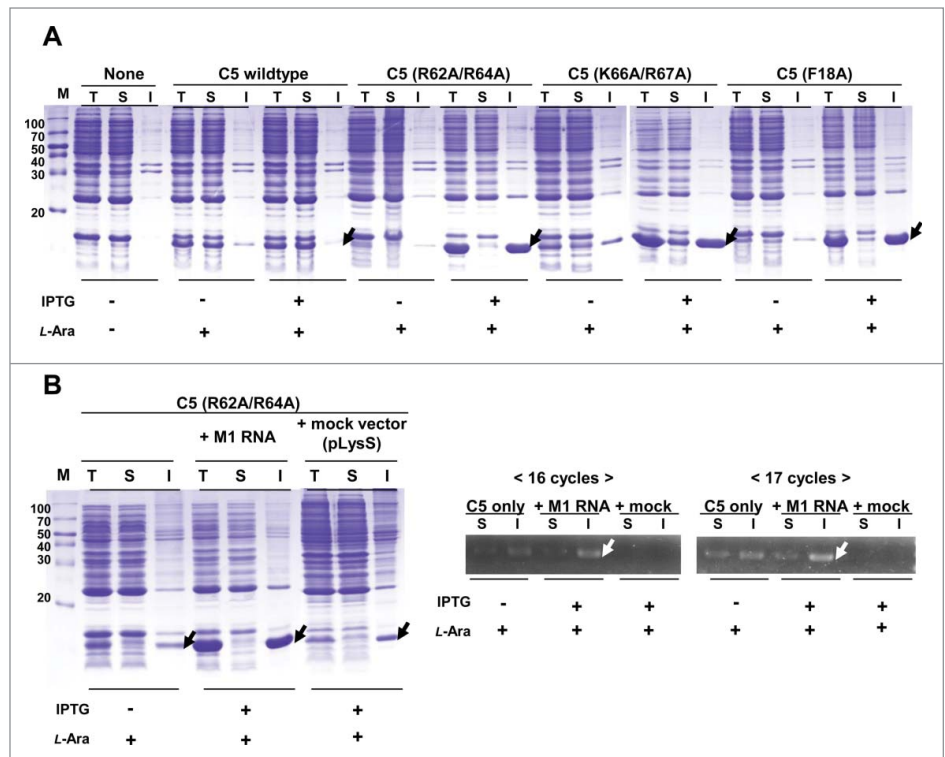 A
None C5 wildtype C5 (R62A/R64A) C5 (K66A/R67A) C5 (F18A)
M T S I T S I T S I T S I T S I T S I T S I T S I T S I
100
70
50
40
30
20
IPTG - - + - + - + - +
L-Ara - + + + + + + + +
B
C5 (R62A/R64A)
+ M1 RNA + mock vector
(pLysS)
M T S I T S I T S I
100
70
50
40
30
20
IPTG - + +
L-Ara + + +
< 16 cycles > < 17 cycles >
C5 only + M1 RNA + mock C5 only + M1 RNA + mock
S I S I S I S I S I S I
IPTG - + + - + +
L-Ara + + + + + +